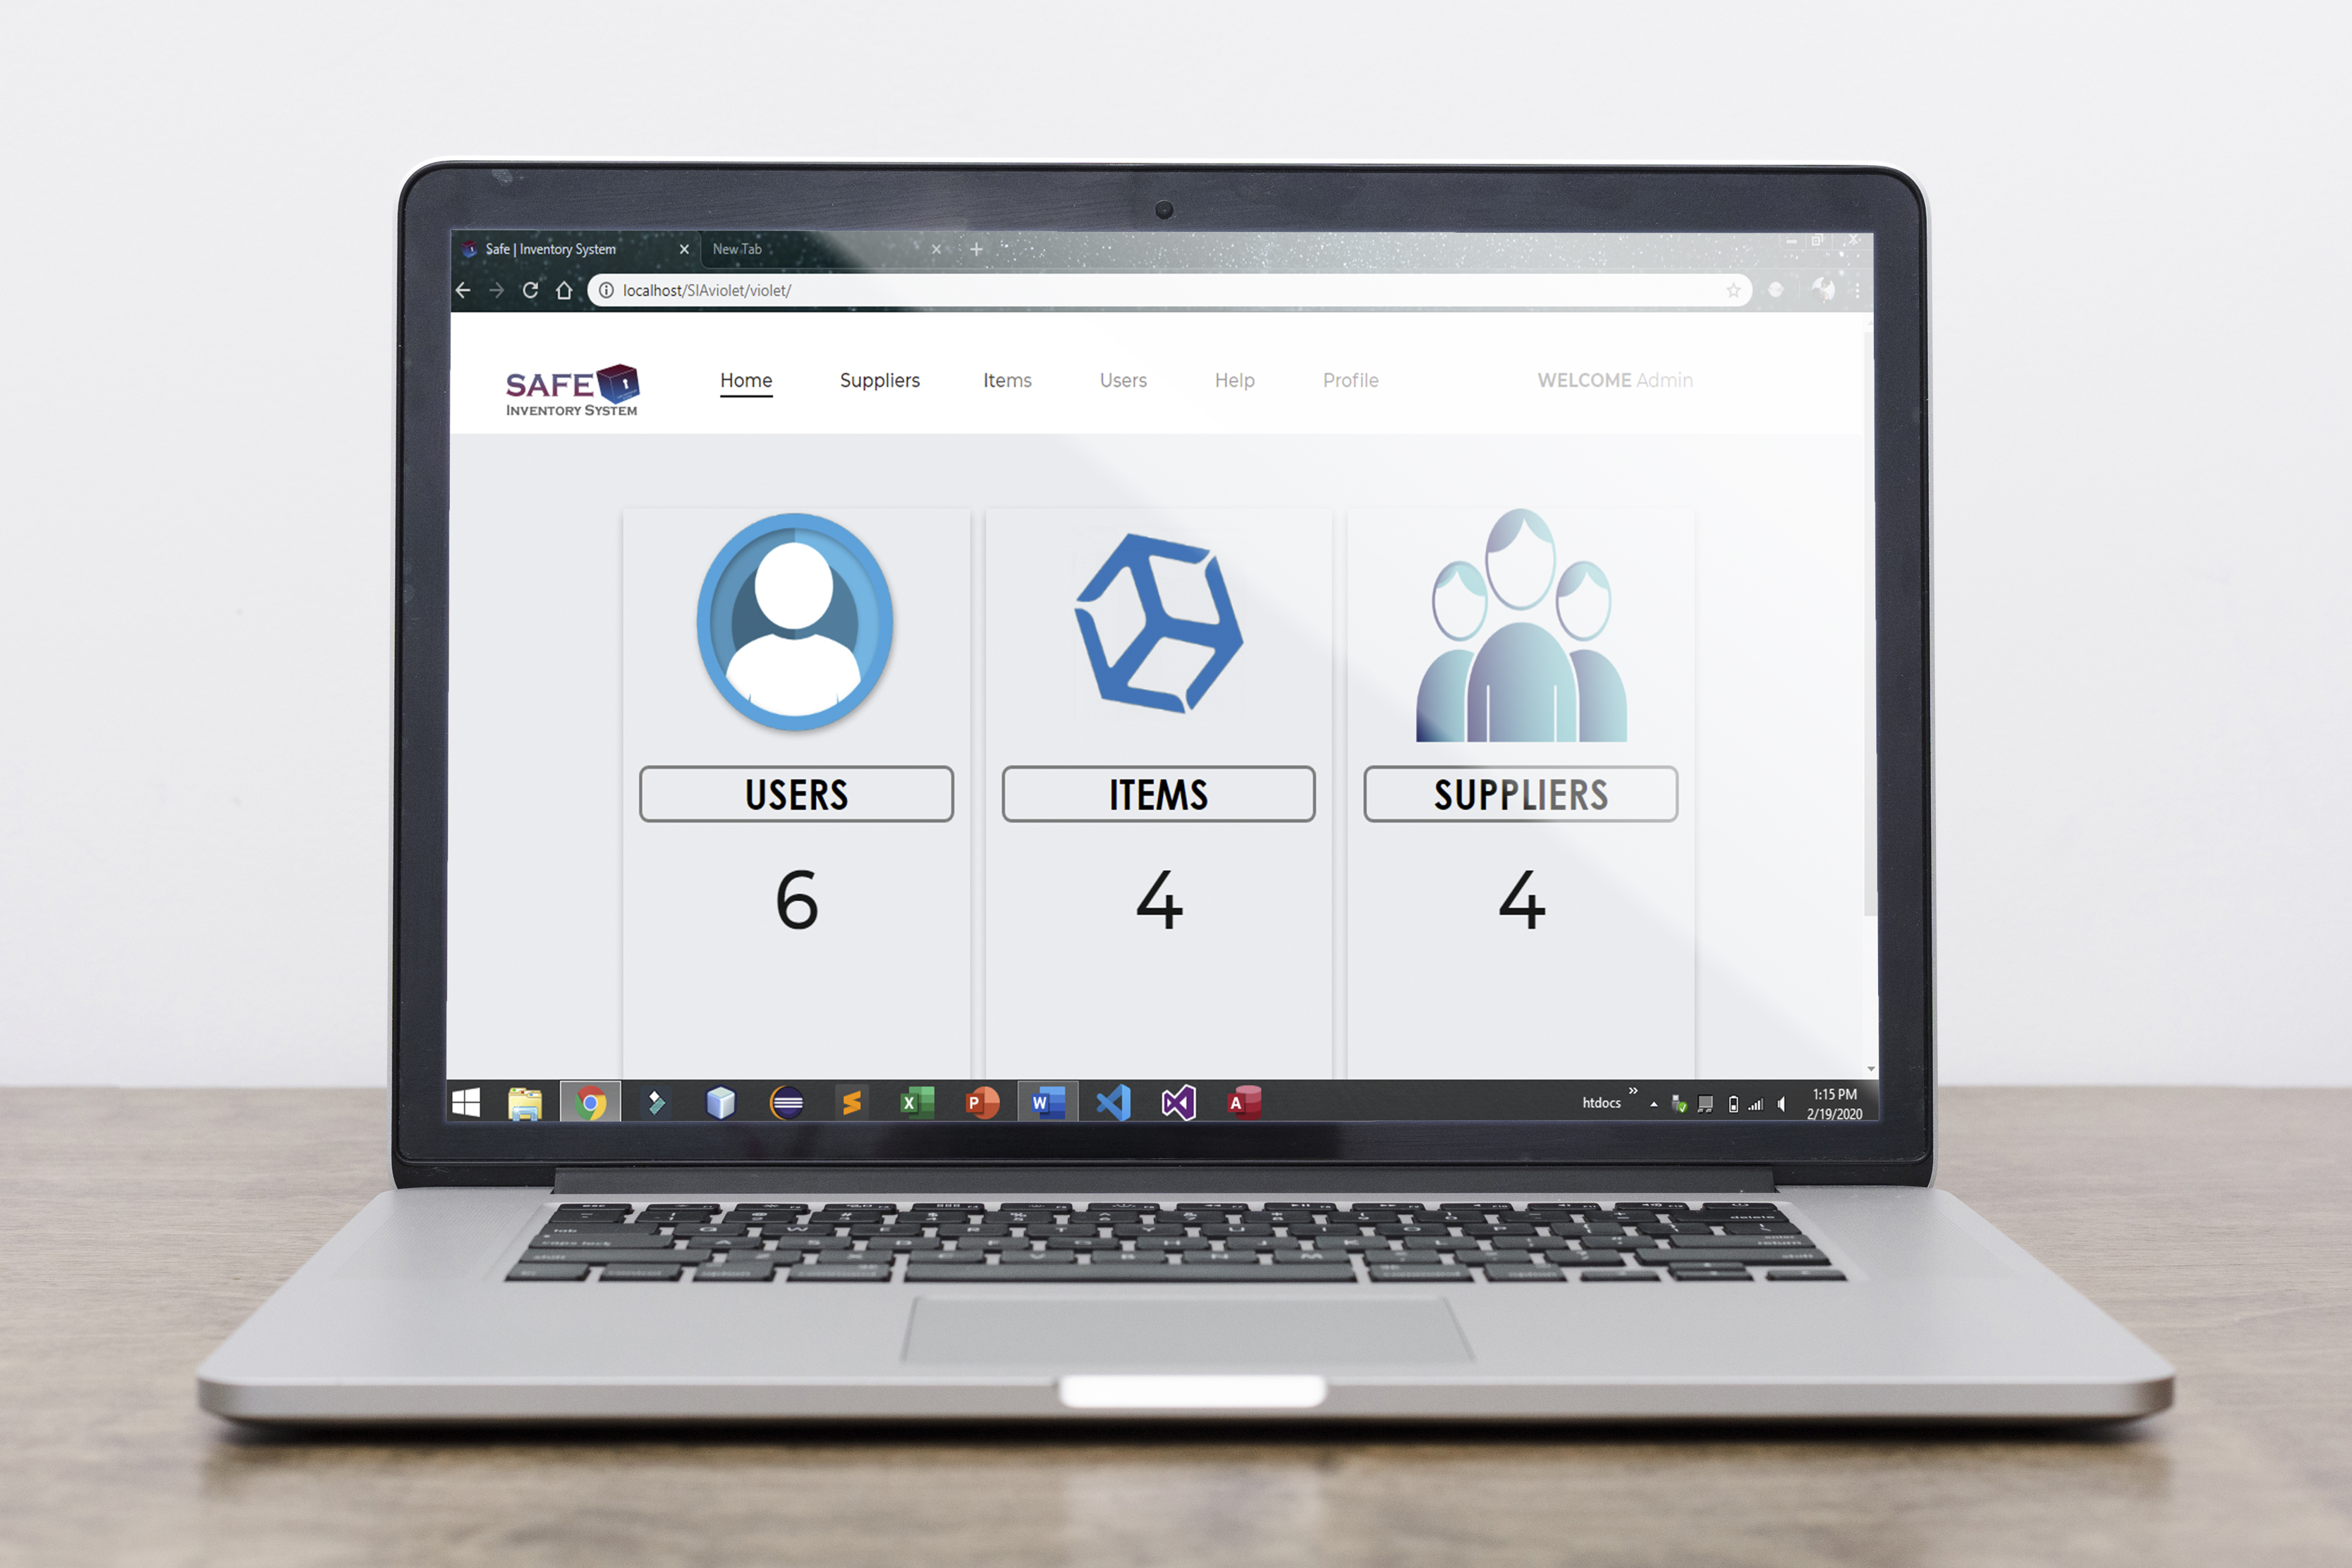 Safe | Inventory System
New Tab
localhost/SIAviolet/violet/
SAFE
INVENTORY SYSTEM
Home
Suppliers
Items
Users
Help
Profile
WELCOME Admin
USERS
ITEMS
SUPPLIERS
6
4
4
htdocs
1:15 PM
2/19/2020